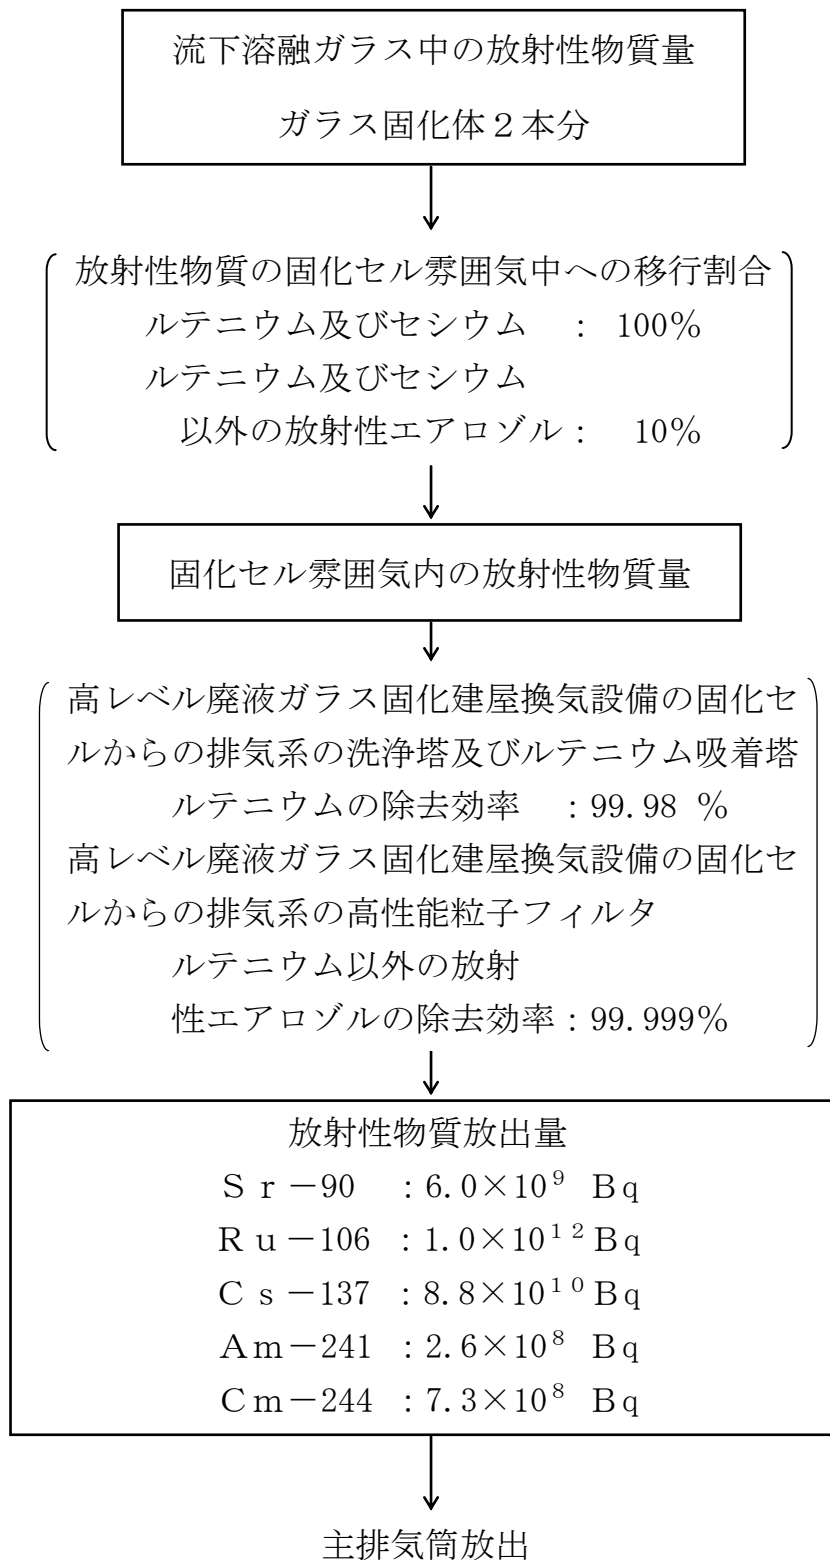 流下溶融ガラス中の放射性物質量
ガラス固化体２本分
放射性物質の固化セル雰囲気中への移行割合
ルテニウム及びセシウム : 100%
ルテニウム及びセシウム
以外の放射性エアロゾル : 10%
固化セル雰囲気内の放射性物質量
高レベル廃液ガラス固化建屋換気設備の固化セ
ルからの排気系の洗浄塔及びルテニウム吸着塔
ルテニウムの除去効率 : 99.98 %
高レベル廃液ガラス固化建屋換気設備の固化セ
ルからの排気系の高性能粒子フィルタ
ルテニウム以外の放射
性エアロゾルの除去効率 : 99.999%
放射性物質放出量
Ｓｒ－90 : 6.0×10⁹ Ｂq
Ｒｕ－106 : 1.0×10¹² Ｂq
Ｃｓ－137 : 8.8×10¹⁰ Ｂq
Ａｍ－241 : 2.6×10⁸ Ｂq
Ｃｍ－244 : 7.3×10⁸ Ｂq
主排気筒放出